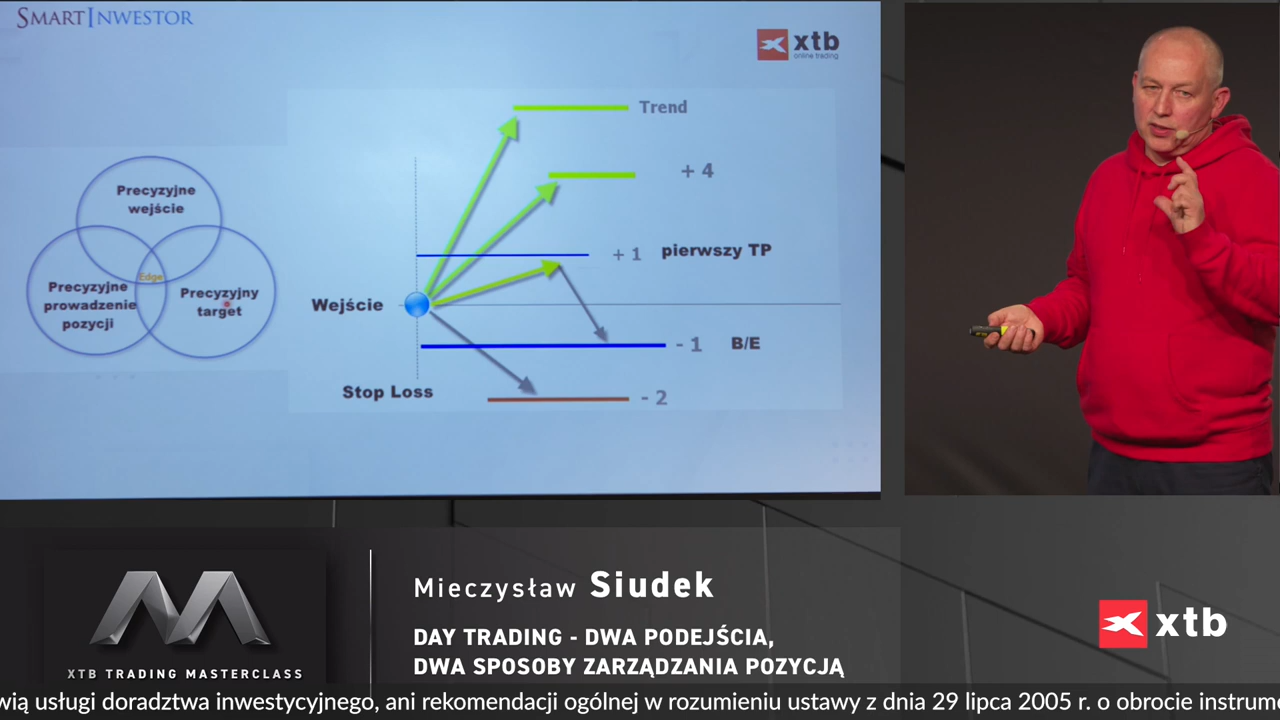 SMARTINWESTOR
xtb
online trading
Precyzyjne
wejście
Edge
Precyzyjne
prowadzenie
pozycji
Precyzyjny
target
Trend
+ 4
+ 1 pierwszy TP
Wejście
- 1 B/E
Stop Loss
- 2
Mieczysław Siudek
DAY TRADING - DWA PODEJŚCIA,
DWA SPOSOBY ZARZĄDZANIA POZYCJĄ
XTB TRADING MASTERCLASS
xtb
wią usługi doradztwa inwestycyjnego, ani rekomendacji ogólnej w rozumieniu ustawy z dnia 29 lipca 2005 r. o obrocie instrum